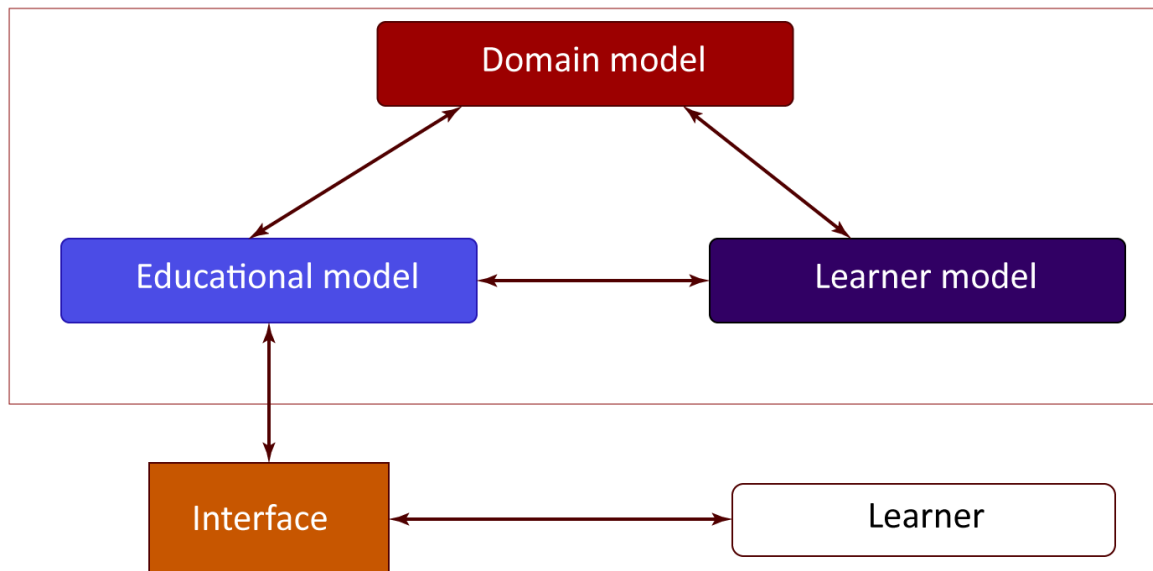 Domain model
Educational model
Learner model
Interface
Learner